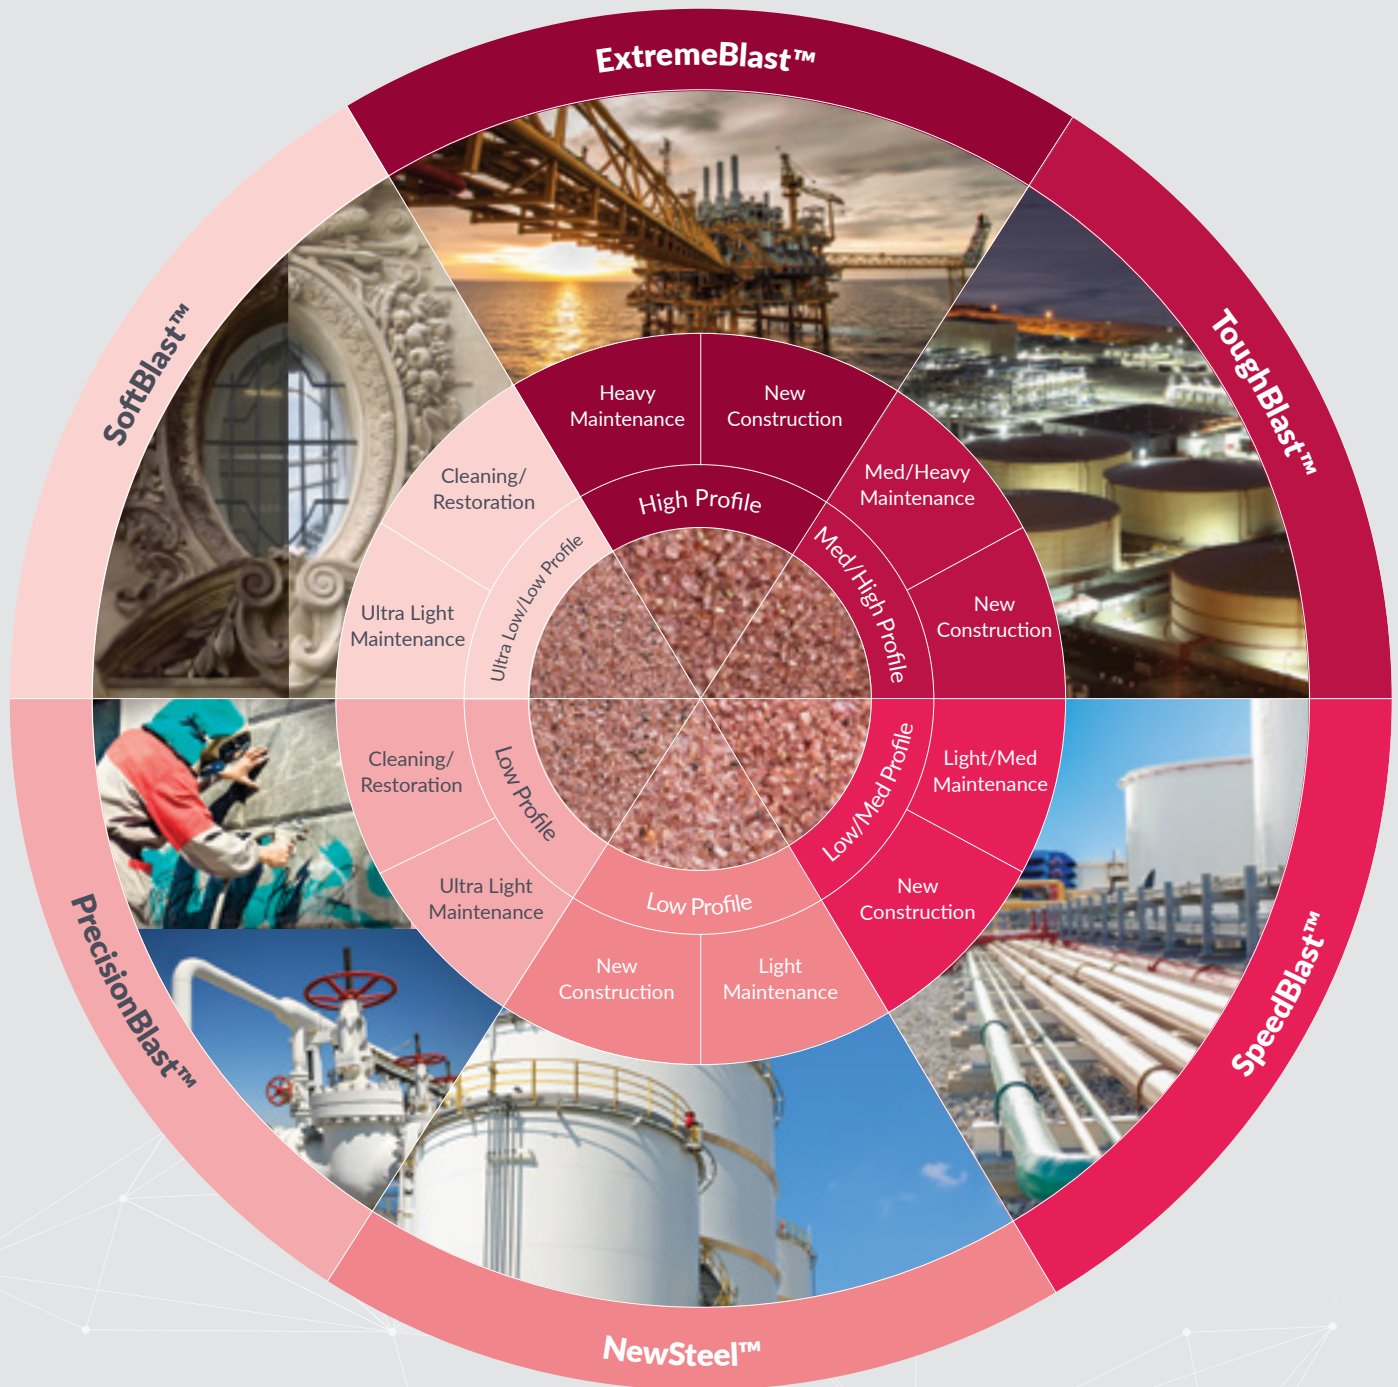 ExtremeBlast™
Heavy
Maintenance
New
Construction
High Profile
ToughBlast™
Med/Heavy
Maintenance
New
Construction
Med/High Profile
SpeedBlast™
Light/Med
Maintenance
New
Construction
Low/Med Profile
NewSteel™
Light
Maintenance
New
Construction
Low Profile
PrecisionBlast™
Ultra Light
Maintenance
Cleaning/
Restoration
Low Profile
SoftBlast™
Ultra Light
Maintenance
Cleaning/
Restoration
Ultra Low/Low Profile